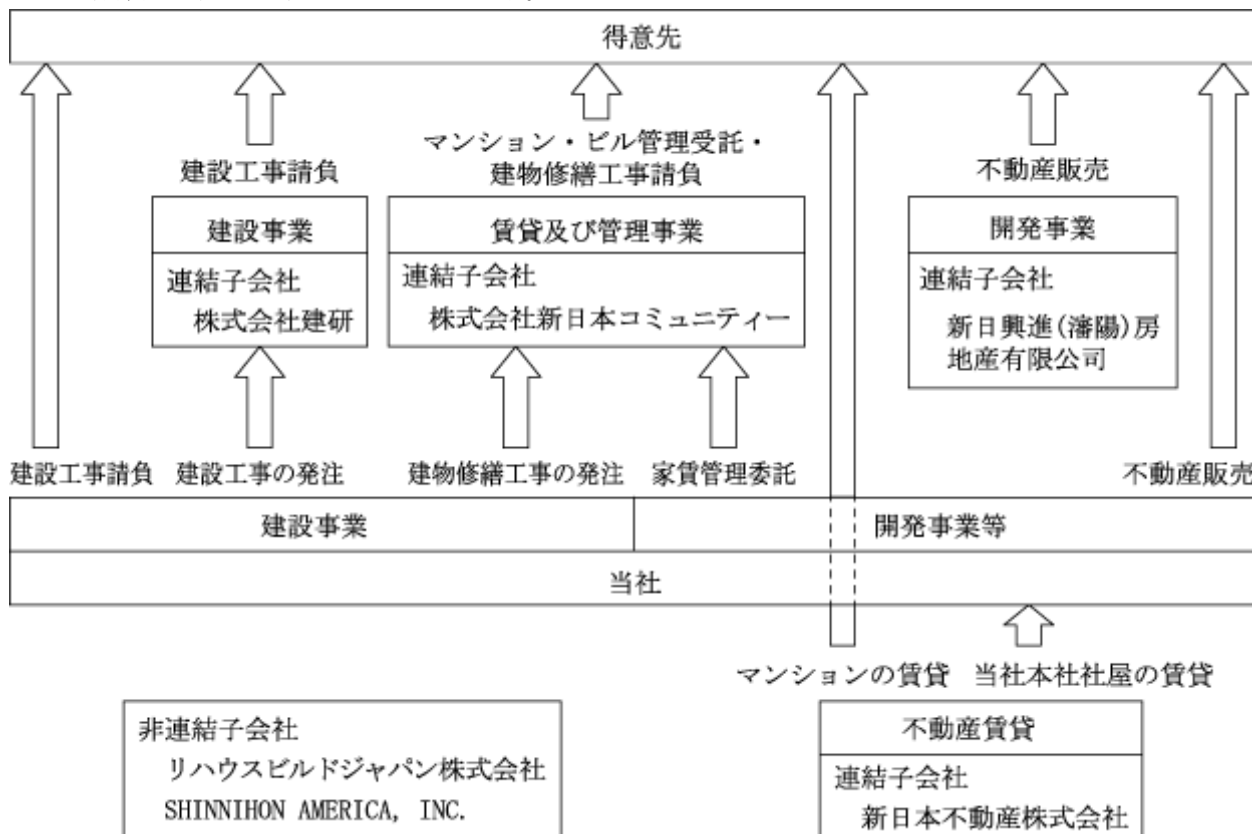 得意先
マンション・ビル管理受託・
建設工事請負
建物修繕工事請負
不動産販売
建設事業
賃貸及び管理事業
開発事業
連結子会社
株式会社建研
連結子会社
株式会社新日本コミュニティー
連結子会社
新日興進(瀋陽)房
地産有限公司
建設工事請負
建設工事の発注
建物修繕工事の発注
家賃管理委託
不動産販売
建設事業
開発事業等
当社
マンションの賃貸
当社本社社屋の賃貸
非連結子会社
リハウスビルドジャパン株式会社
SHINNIHON AMERICA, INC.
不動産賃貸
連結子会社
新日本不動産株式会社